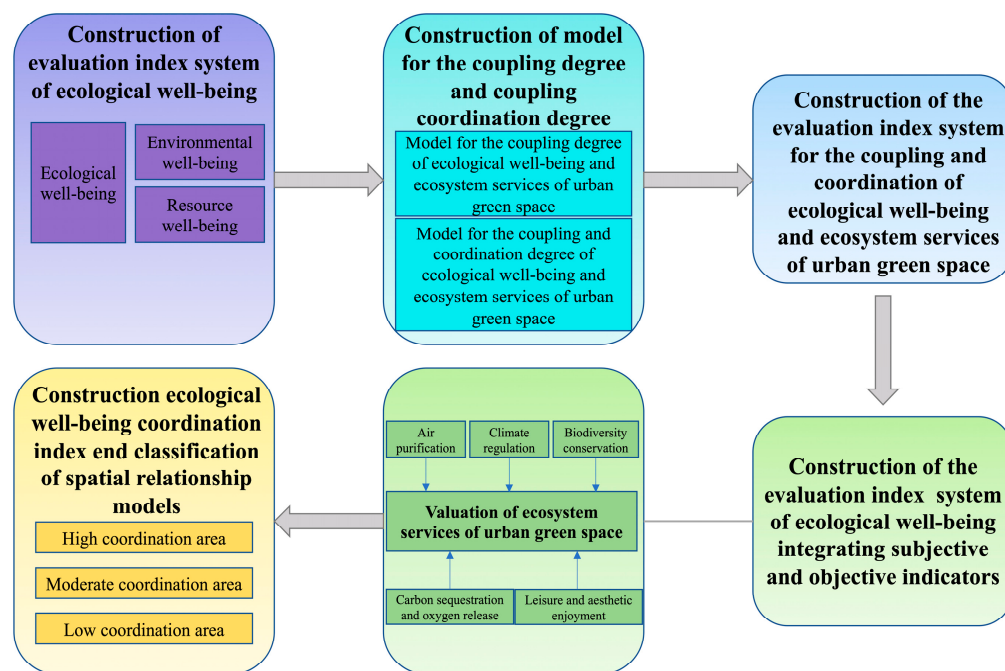 Construction of
evaluation index system
of ecological well-being
Ecological
well-being
Environmental
well-being
Resource
well-being
Construction of model
for the coupling degree
and coupling
coordination degree
Model for the coupling degree
of ecological well-being and
ecosystem services of urban
green space
Model for the coupling and
coordination degree of
ecological well-being and
ecosystem services of urban
green space
Construction of the
evaluation index system
for the coupling and
coordination of
ecological well-being
and ecosystem services
of urban green space
Construction of the
evaluation index system
of ecological well-being
integrating subjective
and objective indicators
Air
purification
Climate
regulation
Biodiversity
conservation
Valuation of ecosystem
services of urban green space
Carbon sequestration
and oxygen release
Leisure and aesthetic
enjoyment
Construction ecological
well-being coordination
index end classification
of spatial relationship
models
High coordination area
Moderate coordination area
Low coordination area